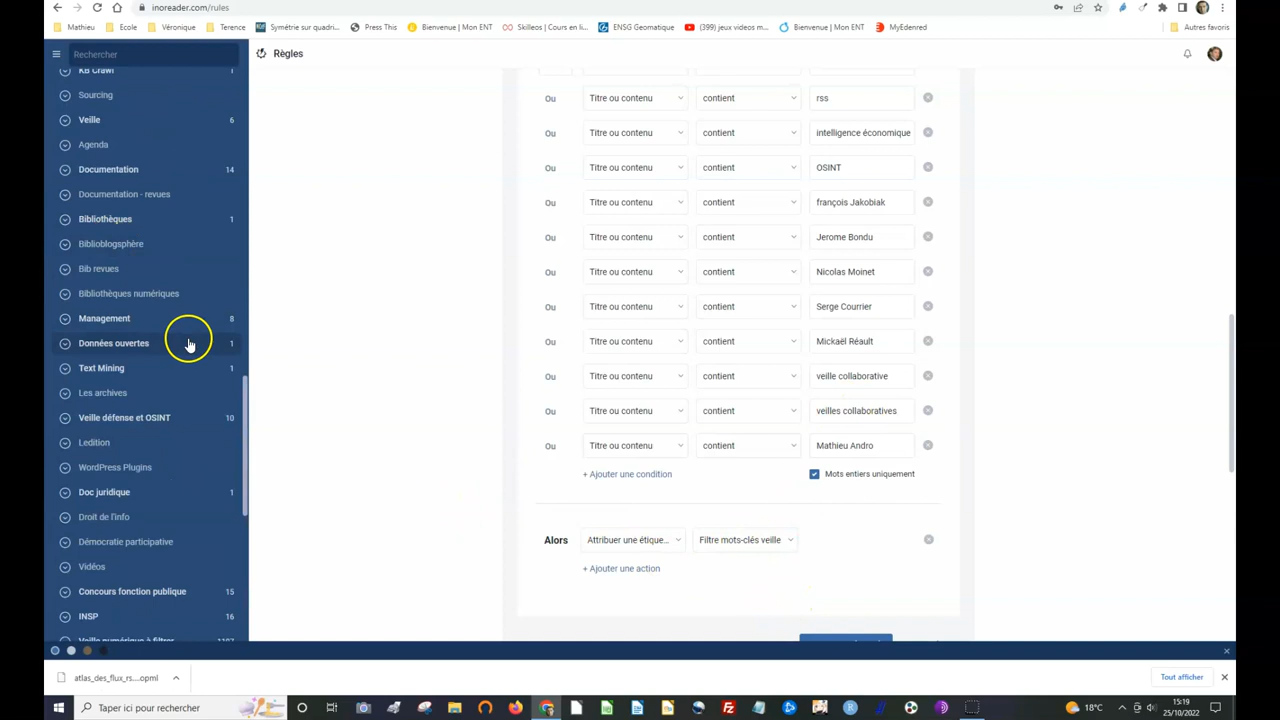 inoreader.com/rules
Mathieu
Ecole
Véronique
Terence
Symétrie sur quadri...
Press This
Bienvenue | Mon ENT
Skilleos | Cours en li...
ENSG Geomatique
(399) jeux videos m...
Bienvenue | Mon ENT
MyEdenred
Autres favoris
Rechercher
Règles
KB Crawl 1
Sourcing
Veille 6
Agenda
Documentation 14
Documentation - revues
Bibliothèques 1
Biblioblogsphère
Bib revues
Bibliothèques numériques
Management 8
Données ouvertes 1
Text Mining 1
Les archives
Veille défense et OSINT 10
Ledition
WordPress Plugins
Doc juridique 1
Droit de l'info
Démocratie participative
Vidéos
Concours fonction publique 15
INSP 16
Veille numérique à filtrer 1197
Ou Titre ou contenu contient rss
Ou Titre ou contenu contient intelligence économique
Ou Titre ou contenu contient OSINT
Ou Titre ou contenu contient françois Jakobiak
Ou Titre ou contenu contient Jerome Bondu
Ou Titre ou contenu contient Nicolas Moinet
Ou Titre ou contenu contient Serge Courrier
Ou Titre ou contenu contient Mickaël Réault
Ou Titre ou contenu contient veille collaborative
Ou Titre ou contenu contient veilles collaboratives
Ou Titre ou contenu contient Mathieu Andro
+ Ajouter une condition
Mots entiers uniquement
Alors Attribuer une étique... Filtre mots-clés veille
+ Ajouter une action
atlas_des_flux_rs....opml
Tout afficher
Taper ici pour rechercher
18°C
15:19
25/10/2022